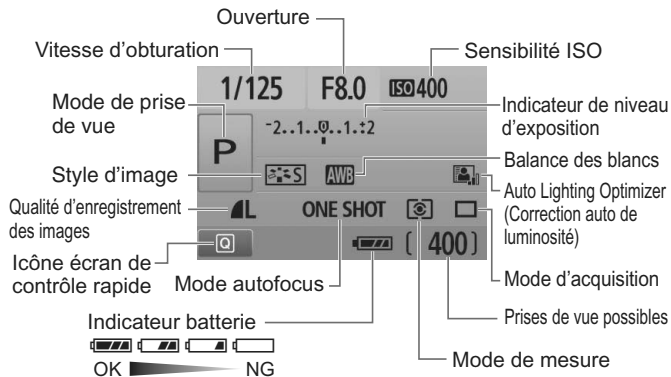 Ouverture
Vitesse d'obturation
Sensibilité ISO
1/125 F8.0 ISO 400
Mode de prise
de vue
Indicateur de niveau
d'exposition
-2..1..0..1.:+2
P
Balance des blancs
Style d'image
S AWB
Auto Lighting Optimizer
(Correction auto de
luminosité)
Qualité d'enregistrement
des images
L ONE SHOT
Q [400]
Icône écran de
contrôle rapide
Mode autofocus
Mode d'acquisition
Indicateur batterie
Prises de vue possibles
Mode de mesure
OK NG